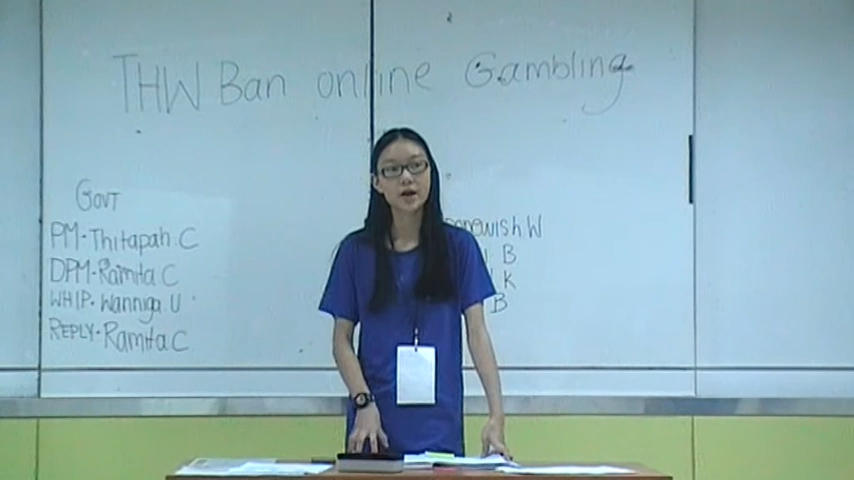 THW Ban online Gambling
GOVT
PM - Thitapah C
DPM - Ramita C
WHIP - Wanniga U
REPLY - Ramita C
W
B
K
B